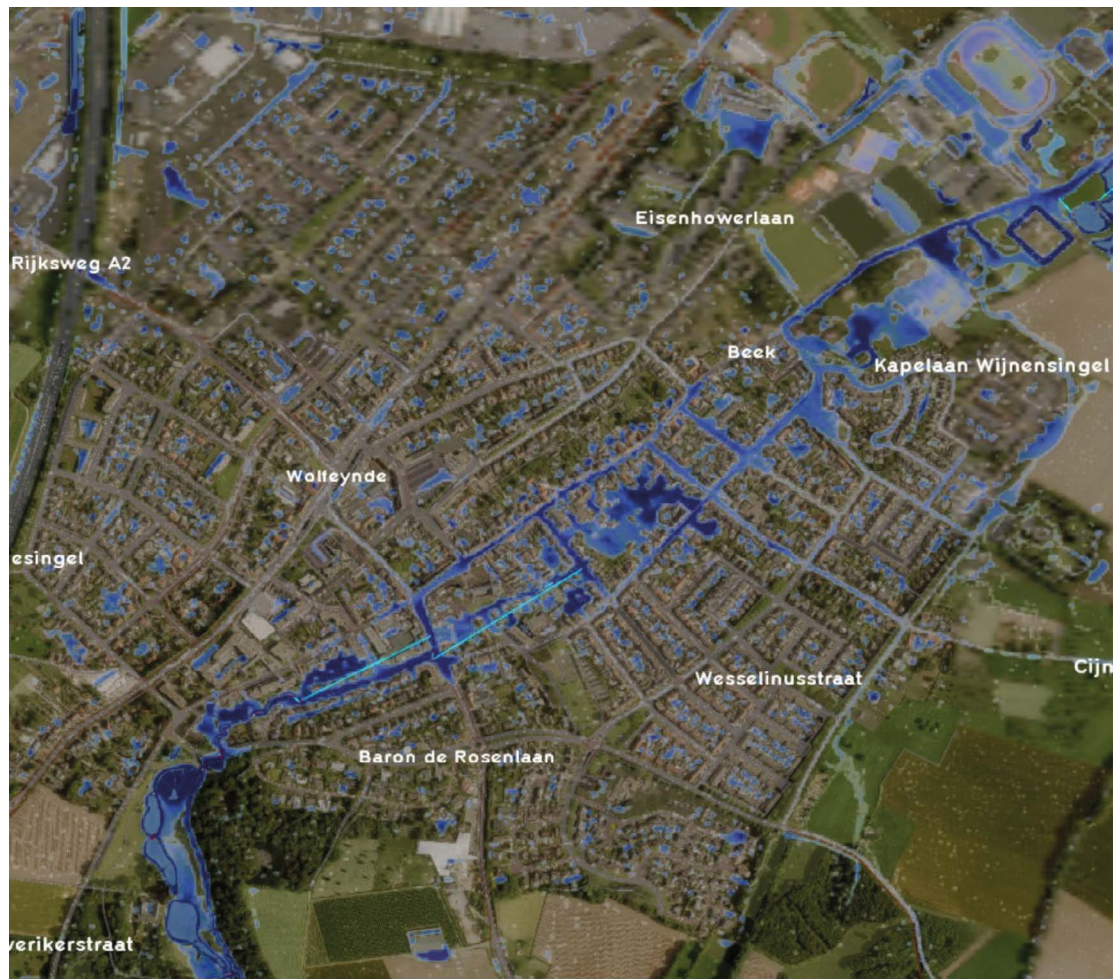 Eisenhowerlaan
Rijksweg A2
Beek
Kapelaan Wijnensingel
Wolfeynde
esingel
Wesselinusstraat
Cijn
Baron de Rosenlaan
verikerstraat